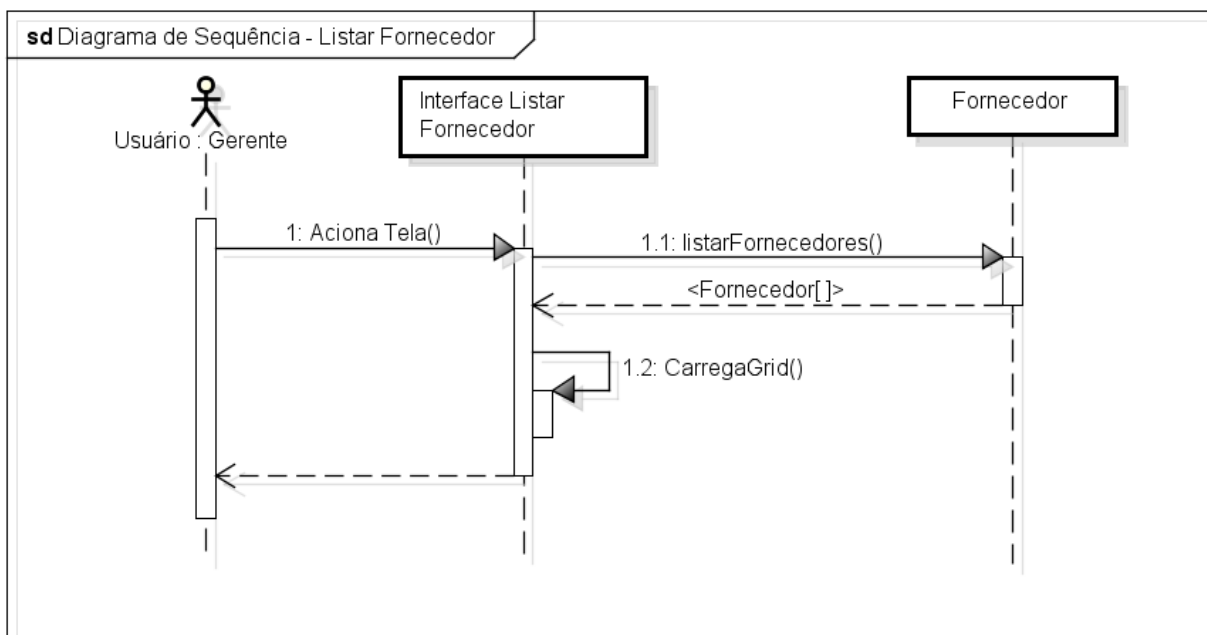 sd Diagrama de Sequência - Listar Fornecedor
Usuário : Gerente
Interface Listar
Fornecedor
Fornecedor
1: Aciona Tela()
1.1: listarFornecedores()
<Fornecedor[ ]>
1.2: CarregaGrid()